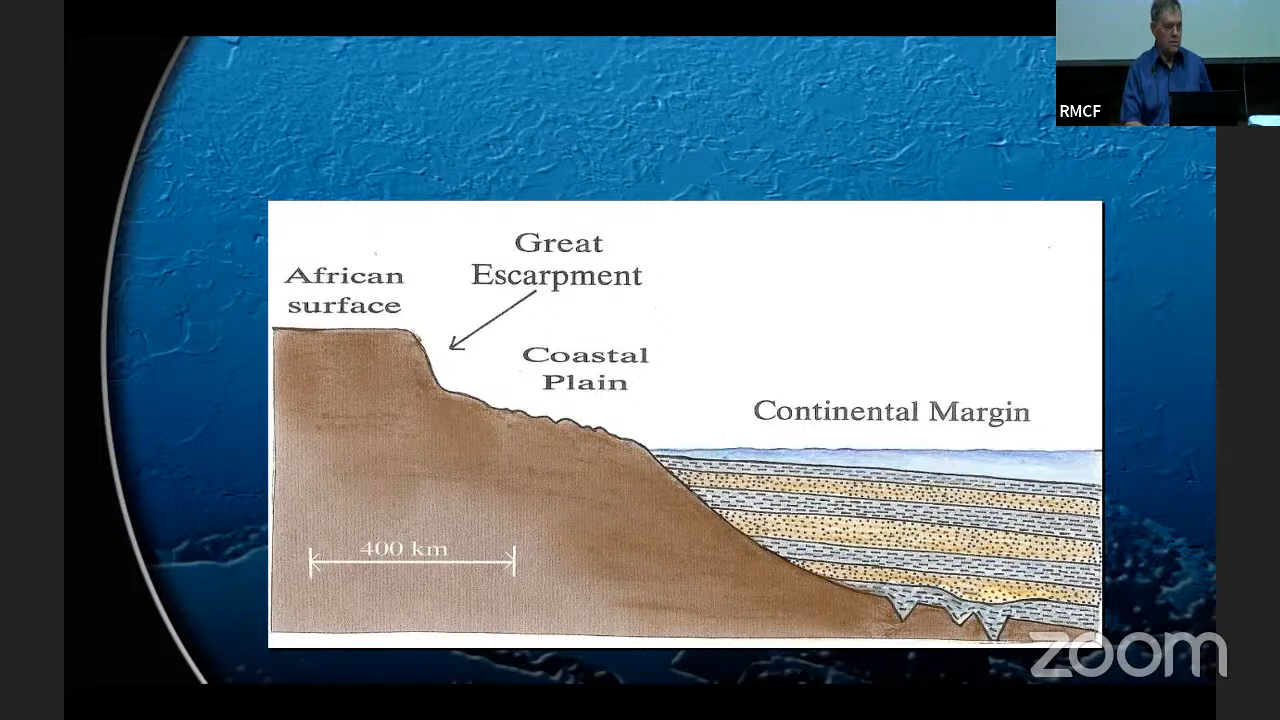 RMCF
Great
Escarpment
African
surface
Coastal
Plain
Continental Margin
400 km
zoom